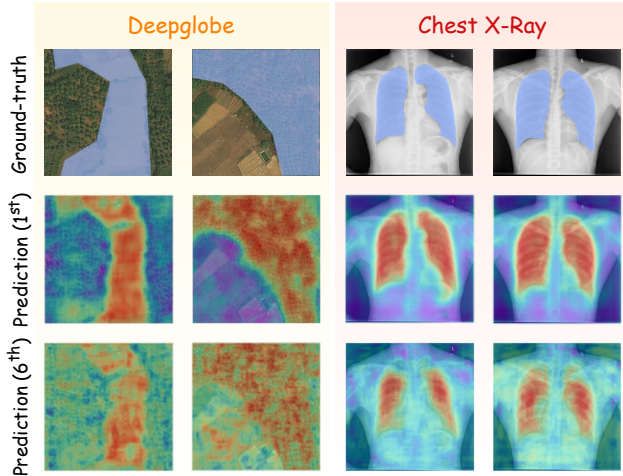 Deepglobe
Chest X-Ray
Ground-truth
Prediction (1st)
Prediction (6th)